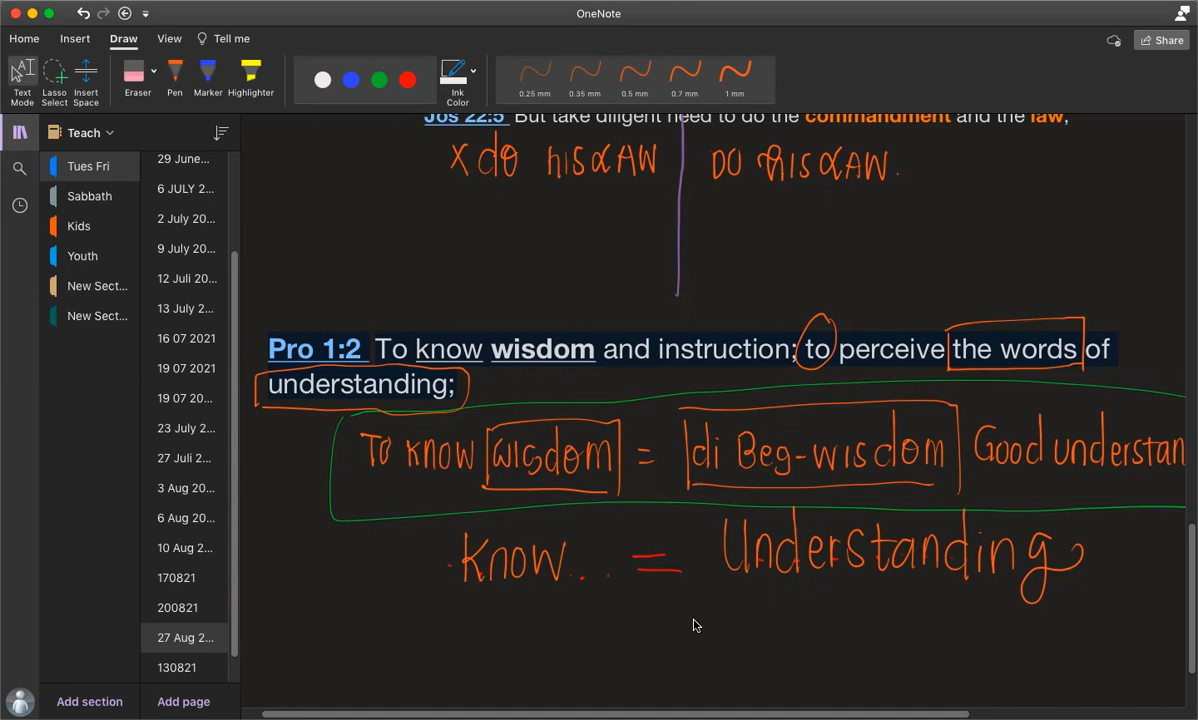 OneNote
Home Insert Draw View Tell me
Share
Text Mode
Lasso Select
Insert Space
Eraser
Pen
Marker
Highlighter
Ink Color
0.25 mm 0.35 mm 0.5 mm 0.7 mm 1 mm
Teach
Tues Fri
Sabbath
Kids
Youth
New Sect...
New Sect...
29 June...
6 JULY 2...
2 July 20...
9 July 20...
12 Juli 20...
13 July 2...
16 07 2021
19 07 2021
19 07 202...
23 July 2...
27 Juli 2...
3 Aug 20...
6 Aug 20...
10 Aug 2...
170821
200821
27 Aug 2...
130821
Add section
Add page
Jos 22:5 But take diligent heed to do the commandment and the law,
X do his LAW DO his LAW.
Pro 1:2 To know wisdom and instruction; to perceive the words of
understanding;
To know wisdom = di Beg-wisdom Good understan
Know.. = Understanding